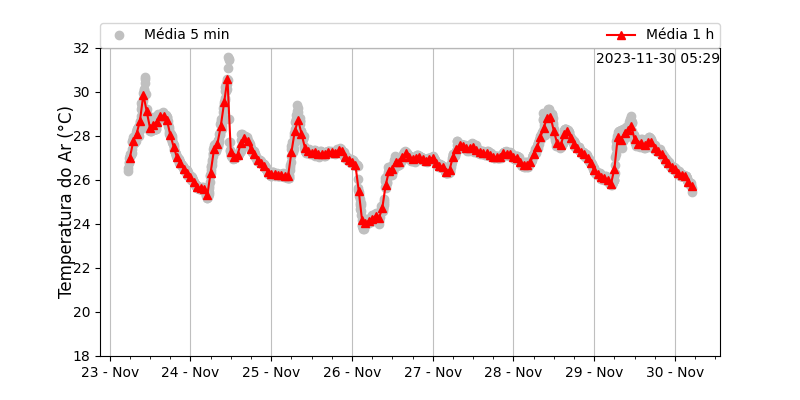 Média 5 min
Média 1 h
2023-11-30 05:29
Temperatura do Ar (°C)
32
30
28
26
24
22
20
18
23 - Nov
24 - Nov
25 - Nov
26 - Nov
27 - Nov
28 - Nov
29 - Nov
30 - Nov